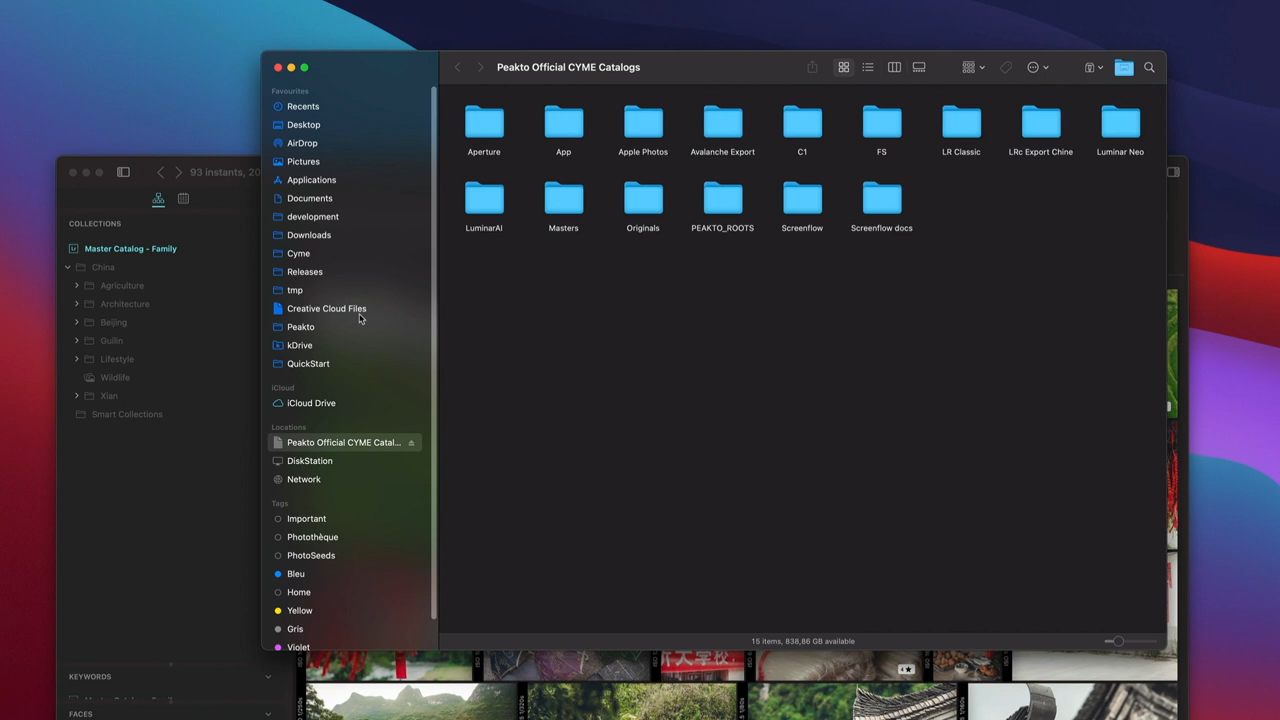 Peakto Official CYME Catalogs
Favourites
Recents
Desktop
AirDrop
Pictures
Applications
Documents
development
Downloads
Cyme
Releases
tmp
Creative Cloud Files
Peakto
kDrive
QuickStart
iCloud
iCloud Drive
Locations
Peakto Official CYME Catal...
DiskStation
Network
Tags
Important
Photothèque
PhotoSeeds
Bleu
Home
Yellow
Gris
Violet
Aperture
App
Apple Photos
Avalanche Export
C1
FS
LR Classic
LRc Export Chine
Luminar Neo
LuminarAI
Masters
Originals
PEAKTO_ROOTS
Screenflow
Screenflow docs
15 items, 838,86 GB available
93 instants, 20
COLLECTIONS
Lr
Master Catalog - Family
China
Agriculture
Architecture
Beijing
Guilin
Lifestyle
Wildlife
Xian
Smart Collections
KEYWORDS
FACES